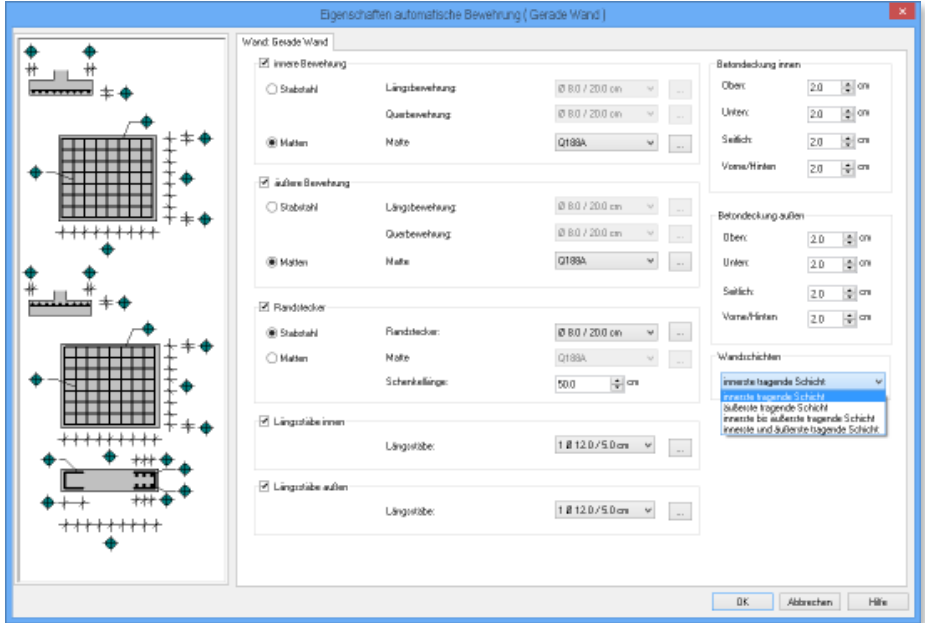 Eigenschaften automatische Bewehrung ( Gerade Wand )
Wand: Gerade Wand
innere Bewehrung
Stabstahl Längsbewehrung: Ø 8.0 / 20.0 cm ...
Querbewehrung: Ø 8.0 / 20.0 cm ...
Matten Matte Q188A ...
äußere Bewehrung
Stabstahl Längsbewehrung: Ø 8.0 / 20.0 cm ...
Querbewehrung: Ø 8.0 / 20.0 cm ...
Matten Matte Q188A ...
Randstecker
Stabstahl Randstecker: Ø 8.0 / 20.0 cm ...
Matten Matte Q188A ...
Schenkellänge: 50.0 cm
Längsstäbe innen
Längsstäbe: 1 Ø 12.0 / 5.0 cm ...
Längsstäbe außen
Längsstäbe: 1 Ø 12.0 / 5.0 cm ...
Betondeckung innen
Oben: 2.0 cm
Unten: 2.0 cm
Seitlich: 2.0 cm
Vorne/Hinten 2.0 cm
Betondeckung außen
Oben: 2.0 cm
Unten: 2.0 cm
Seitlich: 2.0 cm
Vorne/Hinten 2.0 cm
Wandschichten
innerste tragende Schicht
innerste tragende Schicht
äußerste tragende Schicht
innerste bis äußerste tragende Schicht
innerste und äußerste tragende Schicht
OK Abbrechen Hilfe